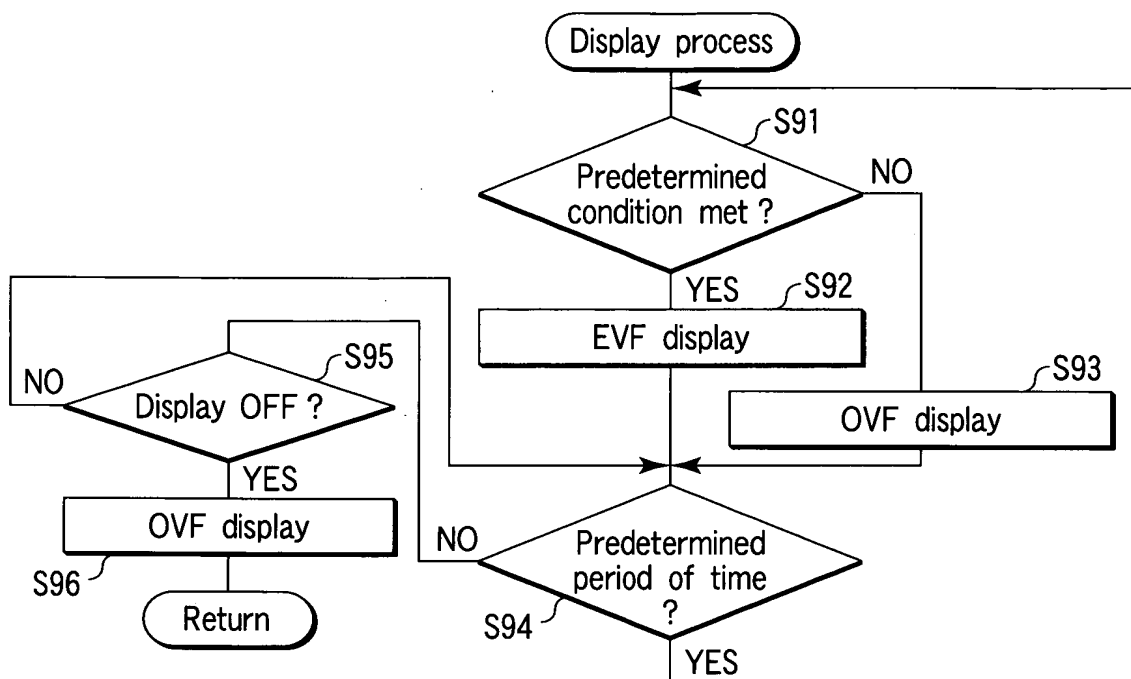 Display process
S91
Predetermined
condition met ?
NO
YES
S92
EVF display
S93
OVF display
S95
NO
Display OFF ?
YES
OVF display
S96
Return
NO
Predetermined
period of time
?
S94
YES